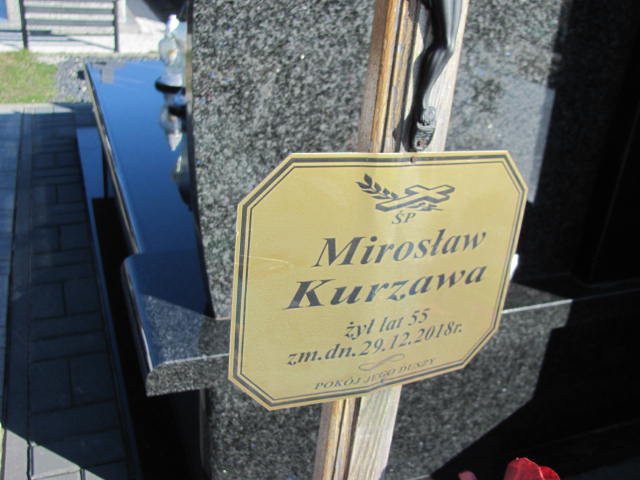 ŚP
Mirosław
Kurzawa
żył lat 55
zm.dn.29.12.2018r.
POKÓJ JEGO DUSZY